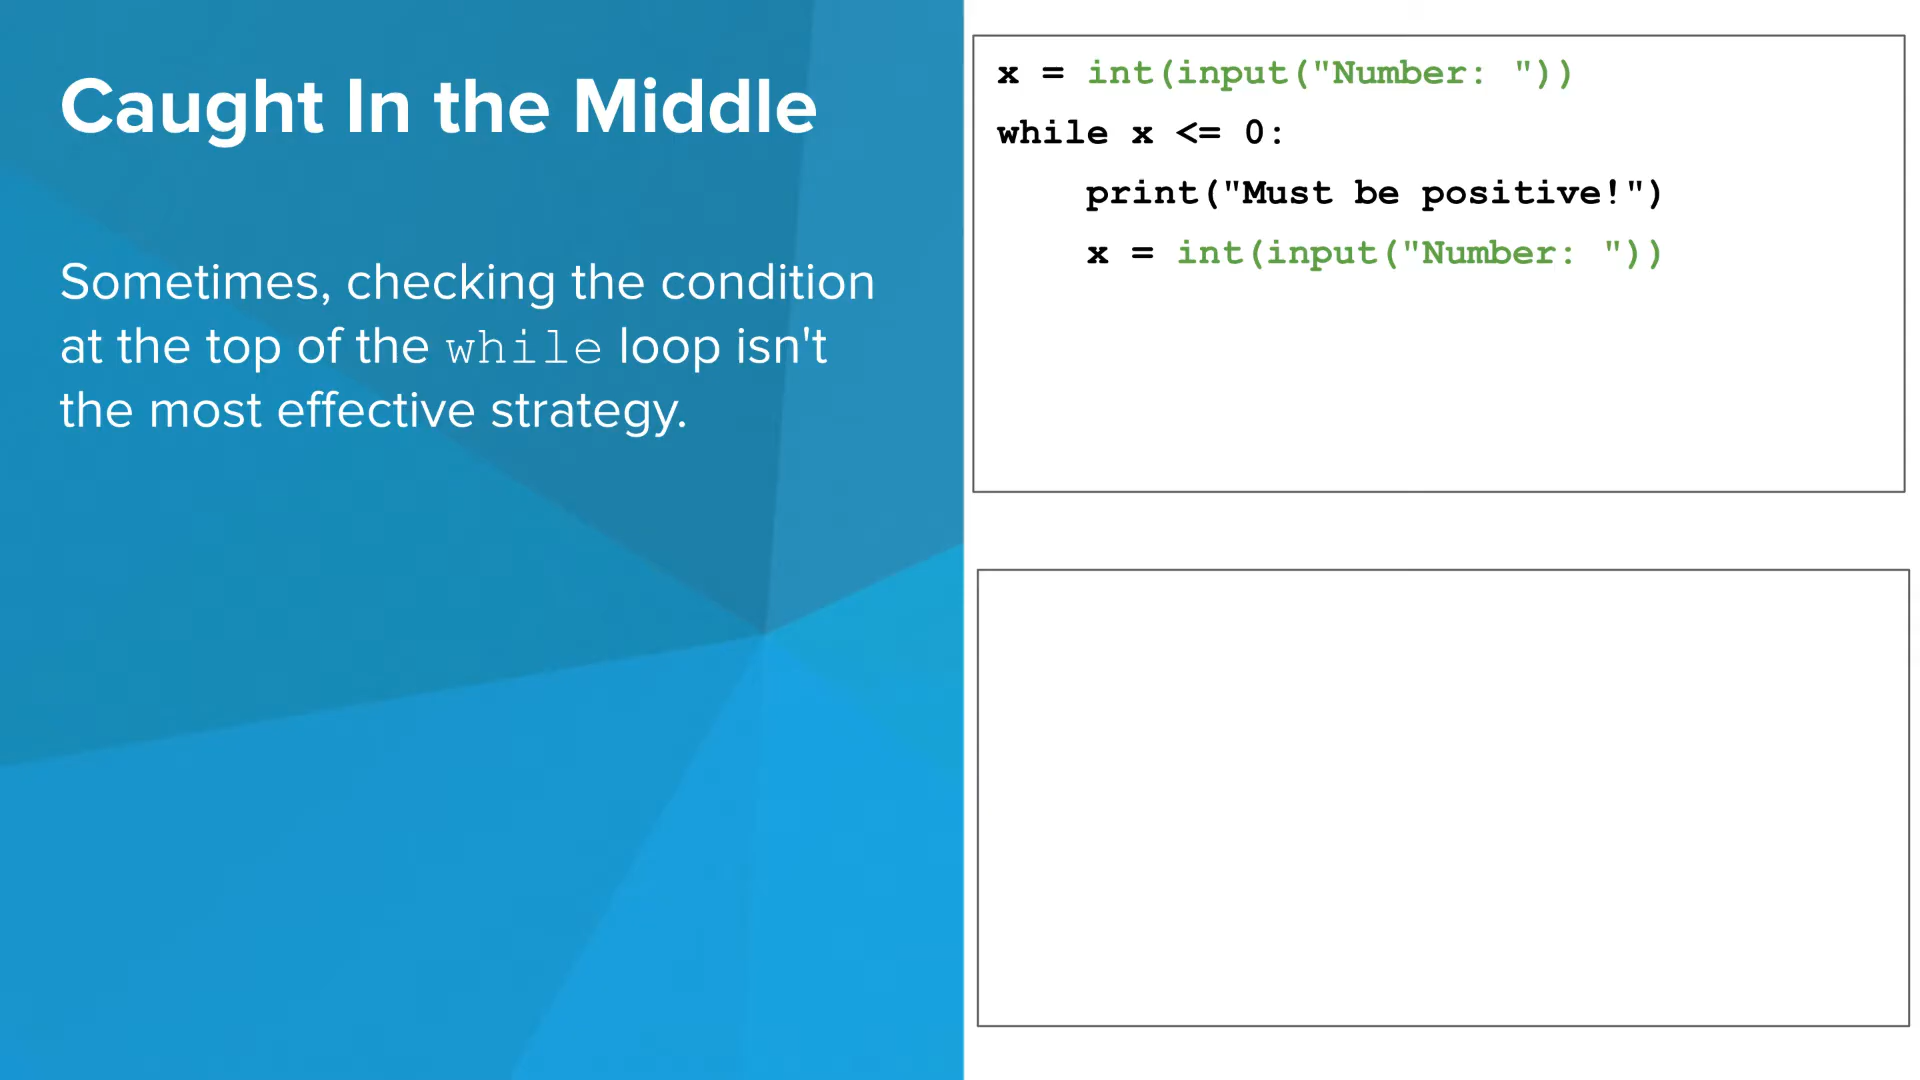 Caught In the Middle
Sometimes, checking the condition
at the top of the while loop isn't
the most effective strategy.
x = int(input("Number: "))
while x <= 0:
    print("Must be positive!")
    x = int(input("Number: "))